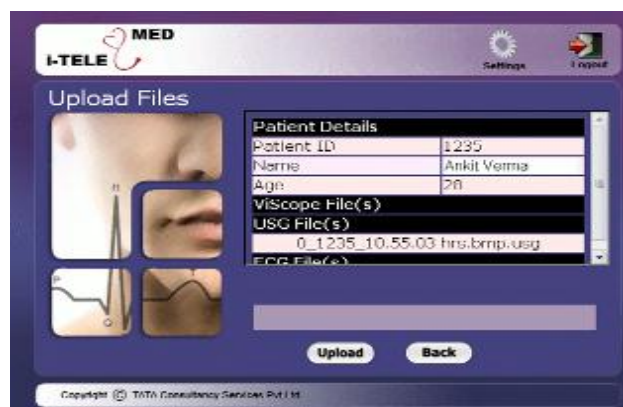 MED
i-TELE
Settings
Logout
Upload Files
Patient Details
Patient ID 1235
Name Ankit Verma
Age 28
ViScope File(s)
USG File(s)
0_1235_10.55.03 hrs.bmp.usg
ECG File(s)
R
P
T
Q
Upload Back
Copyright (C) TATA Consultancy Services Pvt Ltd